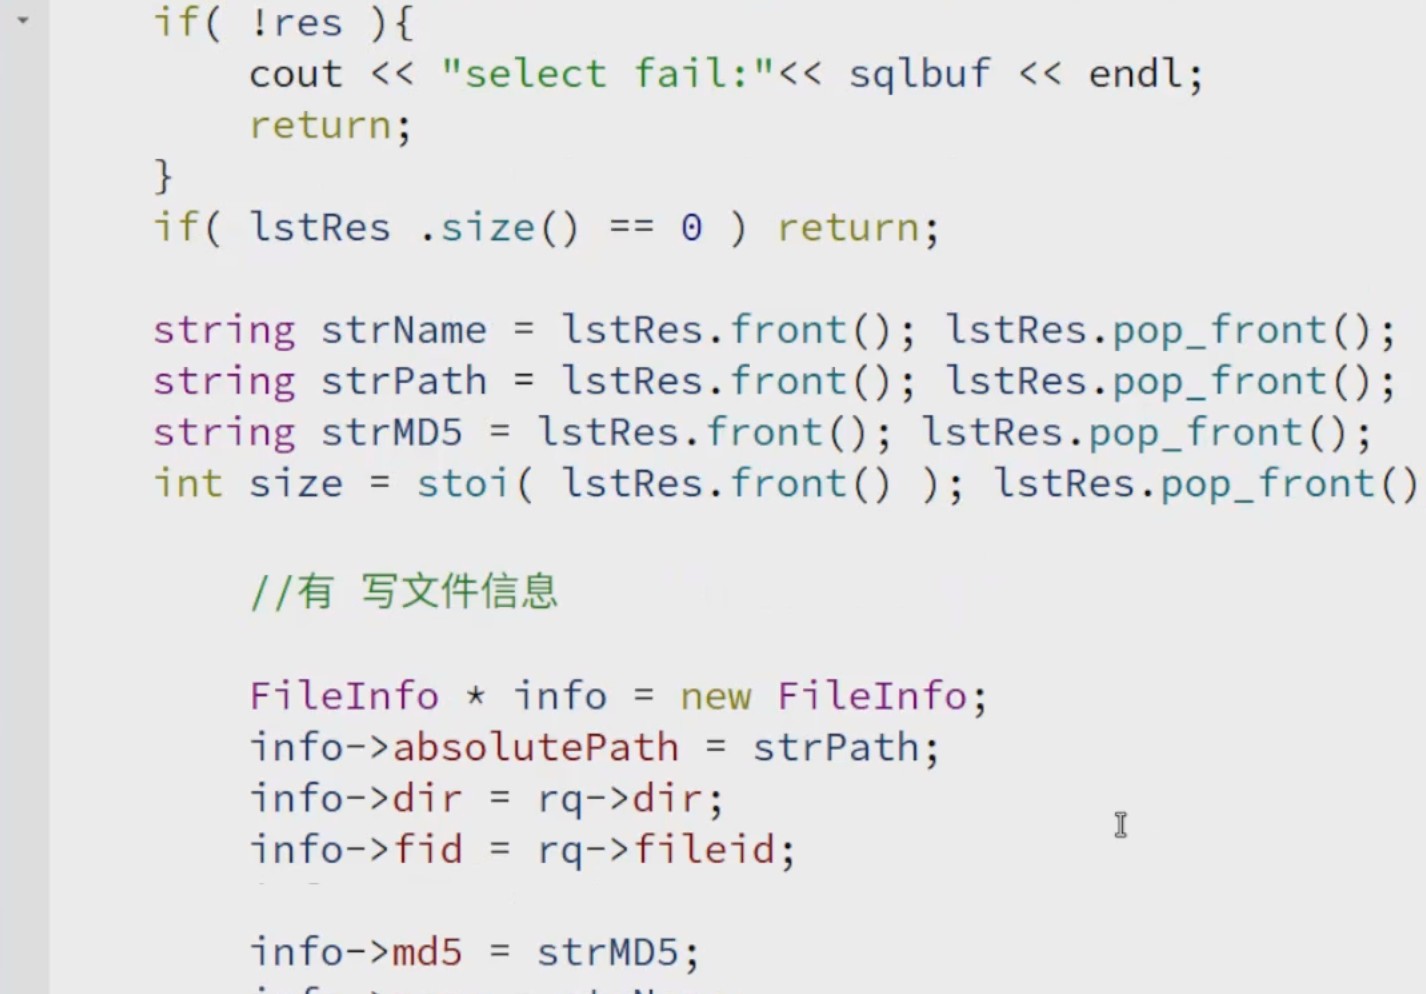 if( !res ){
cout << "select fail:"<< sqlbuf << endl;
return;
}
if( lstRes .size() == 0 ) return;
string strName = lstRes.front(); lstRes.pop_front();
string strPath = lstRes.front(); lstRes.pop_front();
string strMD5 = lstRes.front(); lstRes.pop_front();
int size = stoi( lstRes.front() ); lstRes.pop_front()
//有 写文件信息
FileInfo * info = new FileInfo;
info->absolutePath = strPath;
info->dir = rq->dir;
info->fid = rq->fileid;
info->md5 = strMD5;